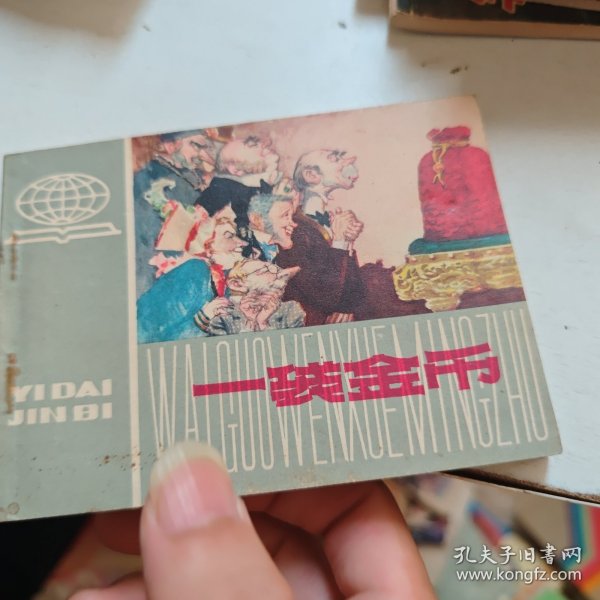 YI DAI
JIN BI
WAIGUOWENXUEMINGZHU
一袋金币
孔夫子旧书网
www.kongfz.com